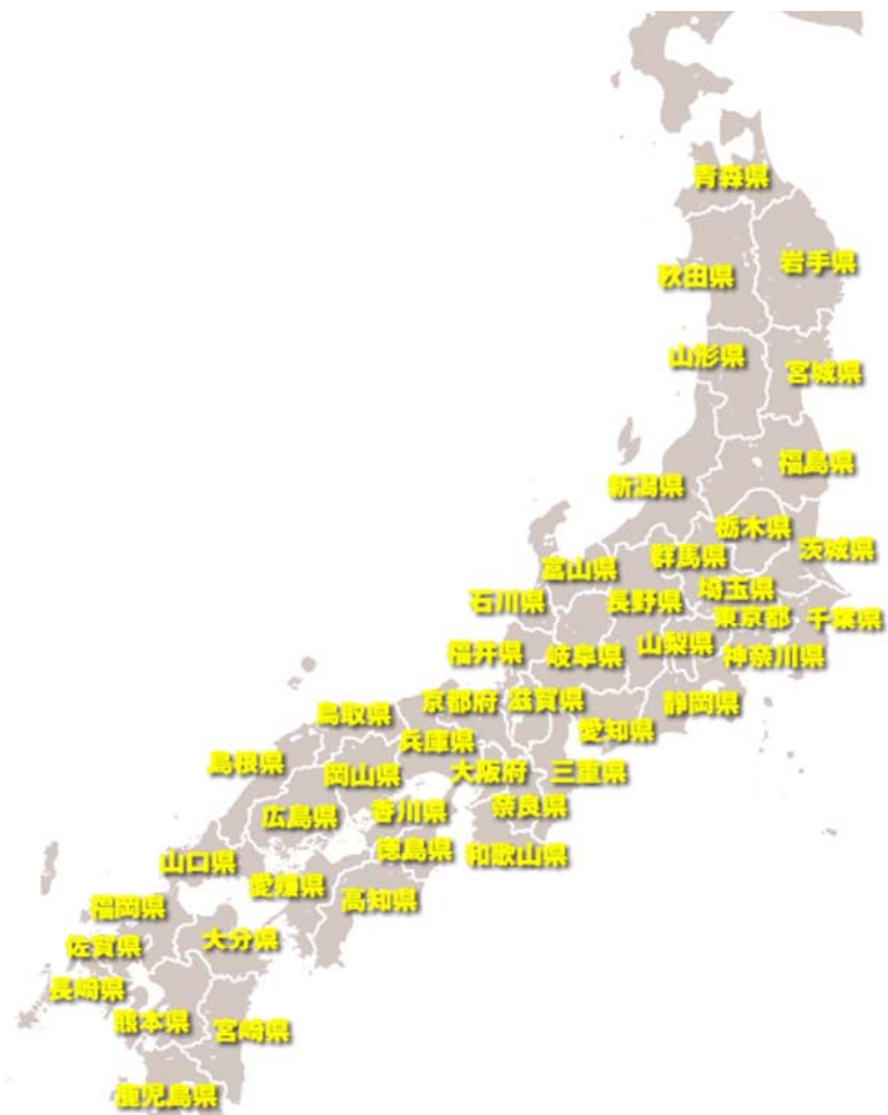 青森県
岩手県
秋田県
山形県
宮城県
福島県
新潟県
栃木県
茨城県
群馬県
富山県
埼玉県
石川県
長野県
東京都
千葉県
山梨県
福井県
岐阜県
神奈川県
京都府
滋賀県
静岡県
鳥取県
愛知県
兵庫県
島根県
岡山県
大阪府
三重県
奈良県
香川県
広島県
徳島県
和歌山県
山口県
愛媛県
高知県
福岡県
大分県
佐賀県
長崎県
熊本県
宮崎県
鹿児島県